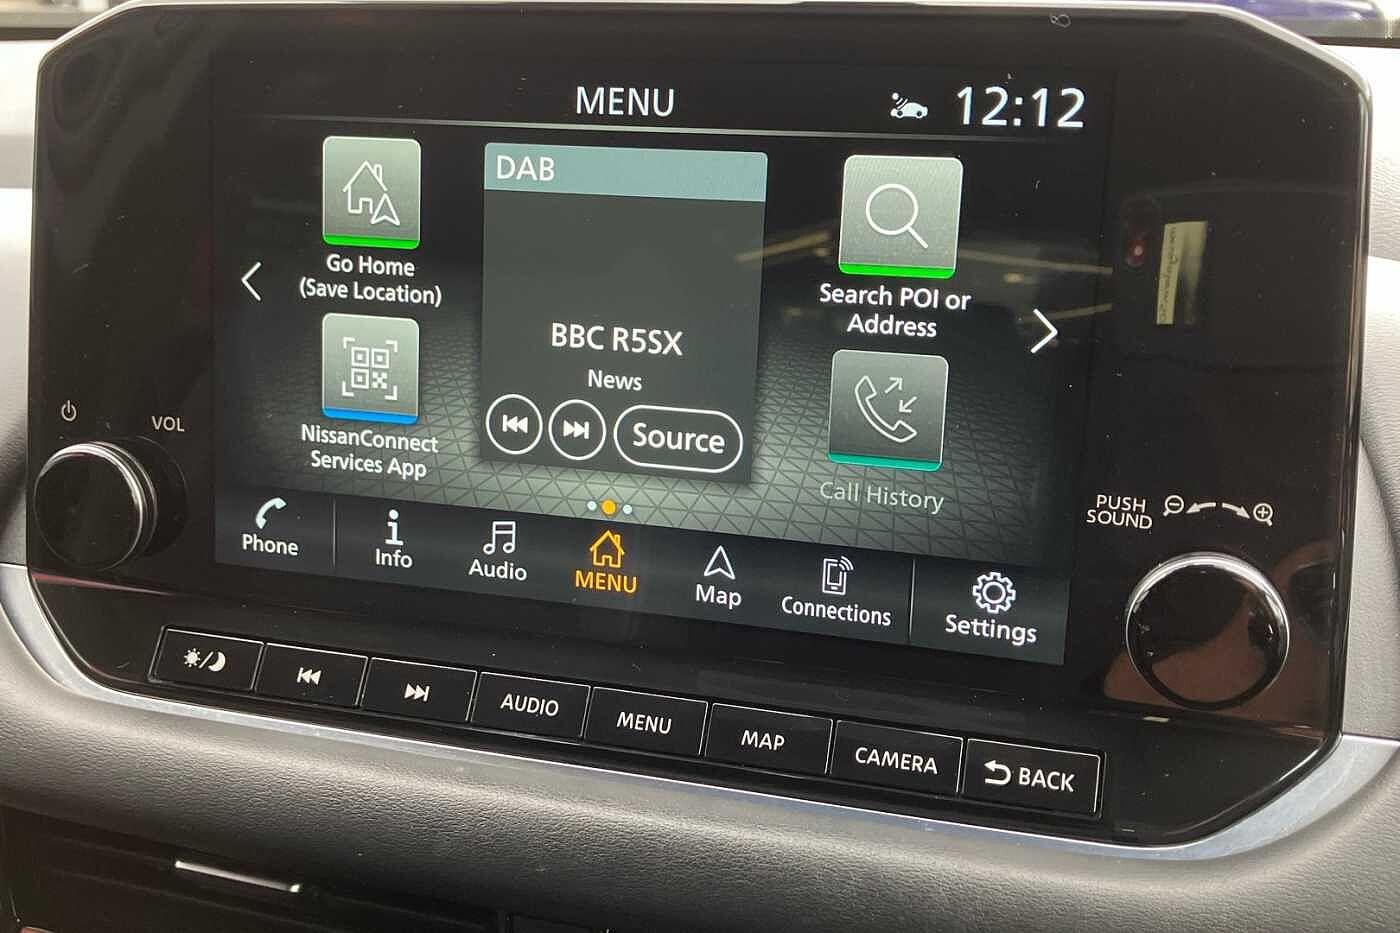 MENU
12:12
Go Home
(Save Location)
NissanConnect
Services App
DAB
BBC R5SX
News
Source
Search POI or
Address
Call History
VOL
PUSH
SOUND
Phone
Info
Audio
MENU
Map
Connections
Settings
AUDIO
MENU
MAP
CAMERA
BACK